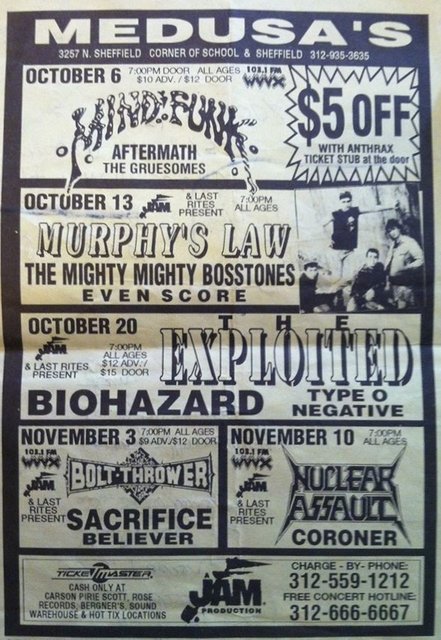 MEDUSA'S
3257 N. SHEFFIELD CORNER OF SCHOOL & SHEFFIELD 312-935-3635
OCTOBER 6 7:00PM DOOR ALL AGES
$10 ADV. / $12 DOOR
103.1 FM
WVVX
MIND!FUNK
AFTERMATH
THE GRUESOMES
$5 OFF
WITH ANTHRAX
TICKET STUB at the door
OCTOBER 13
JAM
& LAST
RITES
PRESENT
7:00PM
ALL AGES
MURPHY'S LAW
THE MIGHTY MIGHTY BOSSTONES
EVEN SCORE
OCTOBER 20
JAM
& LAST RITES
PRESENT
7:00PM
ALL AGES
$12 ADV./
$15 DOOR
THE
EXPLOITED
BIOHAZARD
TYPE O
NEGATIVE
NOVEMBER 3 7:00PM ALL AGES
$9 ADV/$12 DOOR
103.1 FM
WVVX
JAM
& LAST
RITES
PRESENT
BOLT-THROWER
SACRIFICE
BELIEVER
NOVEMBER 10 7:00PM
ALL AGES
103.1 FM
WVVX
JAM
& LAST
RITES
PRESENT
NUCLEAR
ASSAULT
CORONER
TICKETMASTER
CASH ONLY AT
CARSON PIRIE SCOTT, ROSE
RECORDS, BERGNER'S, SOUND
WAREHOUSE & HOT TIX LOCATIONS
JAM
PRODUCTION
CHARGE - BY- PHONE:
312-559-1212
FREE CONCERT HOTLINE:
312-666-6667